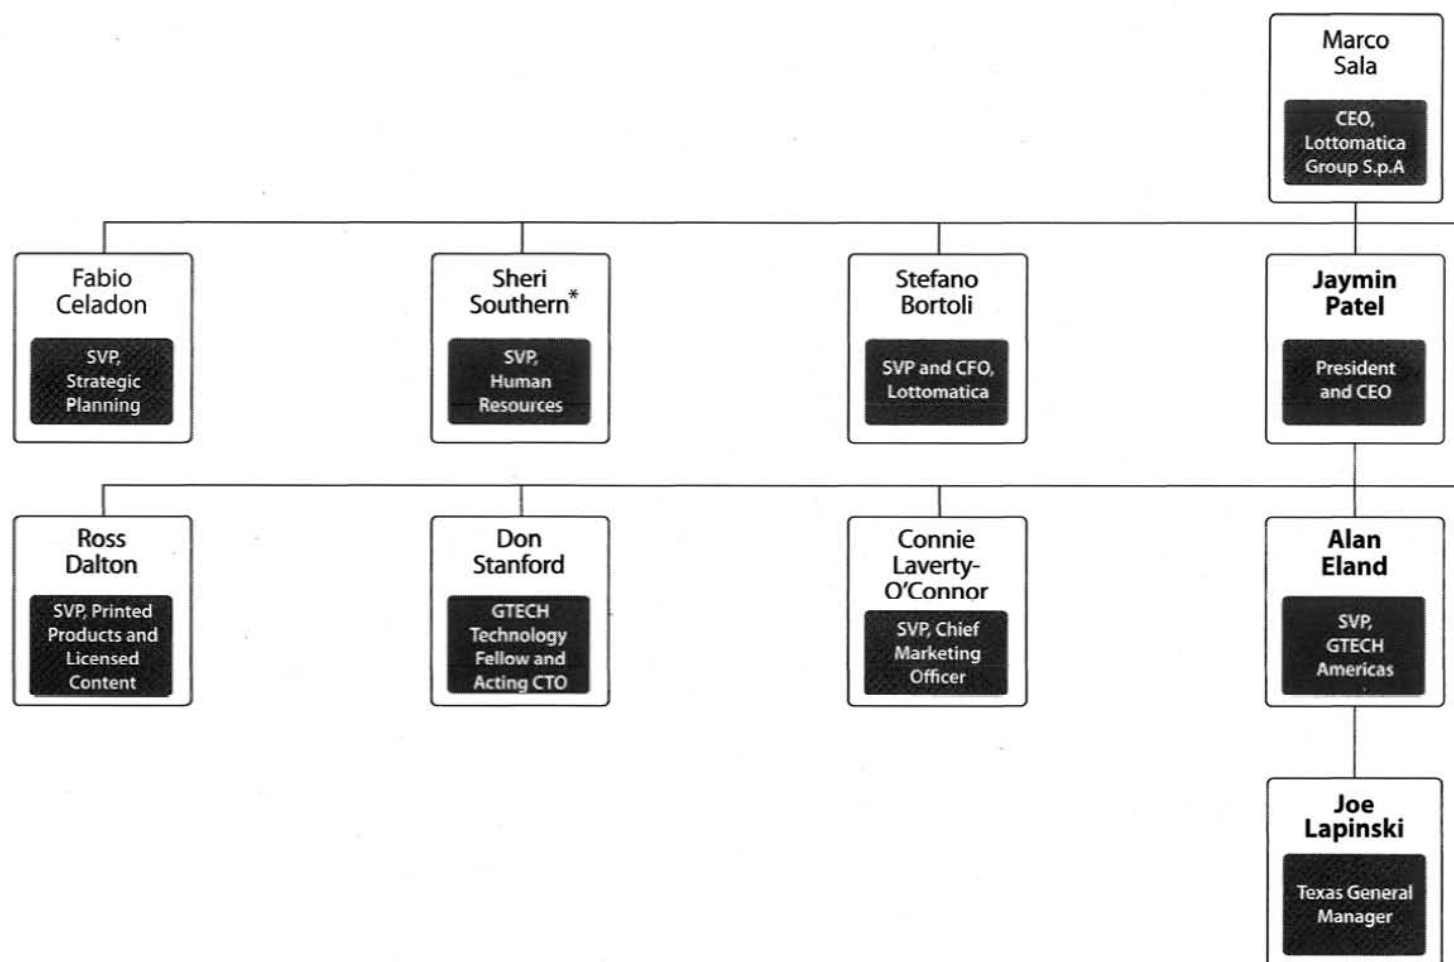 Marco
Sala
CEO,
Lottomatica
Group S.p.A
Fabio
Celadon
SVP,
Strategic
Planning
Sheri
Southern*
SVP,
Human
Resources
Stefano
Bortoli
SVP and CFO,
Lottomatica
Jaymin
Patel
President
and CEO
Ross
Dalton
SVP, Printed
Products and
Licensed
Content
Don
Stanford
GTECH
Technology
Fellow and
Acting CTO
Connie
Laverty-
O'Connor
SVP, Chief
Marketing
Officer
Alan
Eland
SVP,
GTECH
Americas
Joe
Lapinski
Texas General
Manager